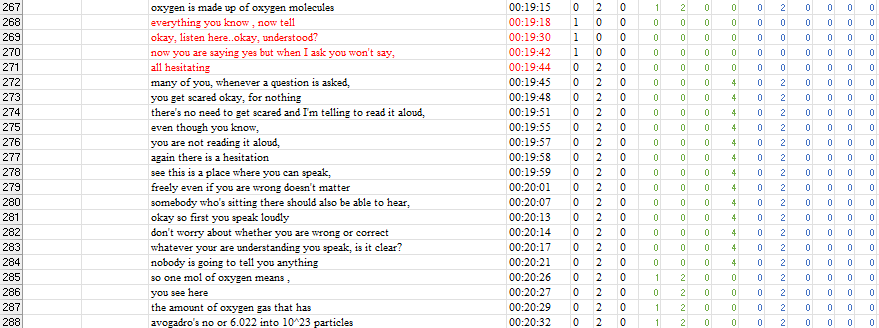 267 oxygen is made up of oxygen molecules 00:19:15 0 2 0 1 2 0 0 0 2 0 0 0 0
268 everything you know , now tell 00:19:18 1 0 0 0 0 0 0 0 0 0 0 0 0
269 okay, listen here..okay, understood? 00:19:30 1 0 0 0 0 0 0 0 0 0 0 0 0
270 now you are saying yes but when I ask you won't say, 00:19:42 1 0 0 0 0 0 0 0 0 0 0 0 0
271 all hesitating 00:19:44 0 2 0 0 0 0 0 0 2 0 0 0 0
272 many of you, whenever a question is asked, 00:19:45 0 2 0 0 0 0 4 0 2 0 0 0 0
273 you get scared okay, for nothing 00:19:48 0 2 0 0 0 0 4 0 2 0 0 0 0
274 there's no need to get scared and I'm telling to read it aloud, 00:19:51 0 2 0 0 0 0 4 0 2 0 0 0 0
275 even though you know, 00:19:55 0 2 0 0 0 0 4 0 2 0 0 0 0
276 you are not reading it aloud, 00:19:57 0 2 0 0 0 0 4 0 2 0 0 0 0
277 again there is a hesitation 00:19:58 0 2 0 0 0 0 4 0 2 0 0 0 0
278 see this is a place where you can speak, 00:19:59 0 2 0 0 0 0 4 0 2 0 0 0 0
279 freely even if you are wrong doesn't matter 00:20:01 0 2 0 0 0 0 4 0 2 0 0 0 0
280 somebody who's sitting there should also be able to hear, 00:20:07 0 2 0 0 0 0 4 0 2 0 0 0 0
281 okay so first you speak loudly 00:20:13 0 2 0 0 0 0 4 0 2 0 0 0 0
282 don't worry about whether you are wrong or correct 00:20:14 0 2 0 0 0 0 4 0 2 0 0 0 0
283 whatever your are understanding you speak, is it clear? 00:20:17 0 2 0 0 0 0 4 0 2 0 0 0 0
284 nobody is going to tell you anything 00:20:21 0 2 0 0 0 0 4 0 2 0 0 0 0
285 so one mol of oxygen means , 00:20:26 0 2 0 1 2 0 0 0 2 0 0 0 0
286 you see here 00:20:27 0 2 0 0 2 0 0 0 2 0 0 0 0
287 the amount of oxygen gas that has 00:20:29 0 2 0 1 2 0 0 0 2 0 0 0 0
288 avogadro's no or 6.022 into 10^23 particles 00:20:32 0 2 0 1 2 0 0 0 2 0 0 0 0